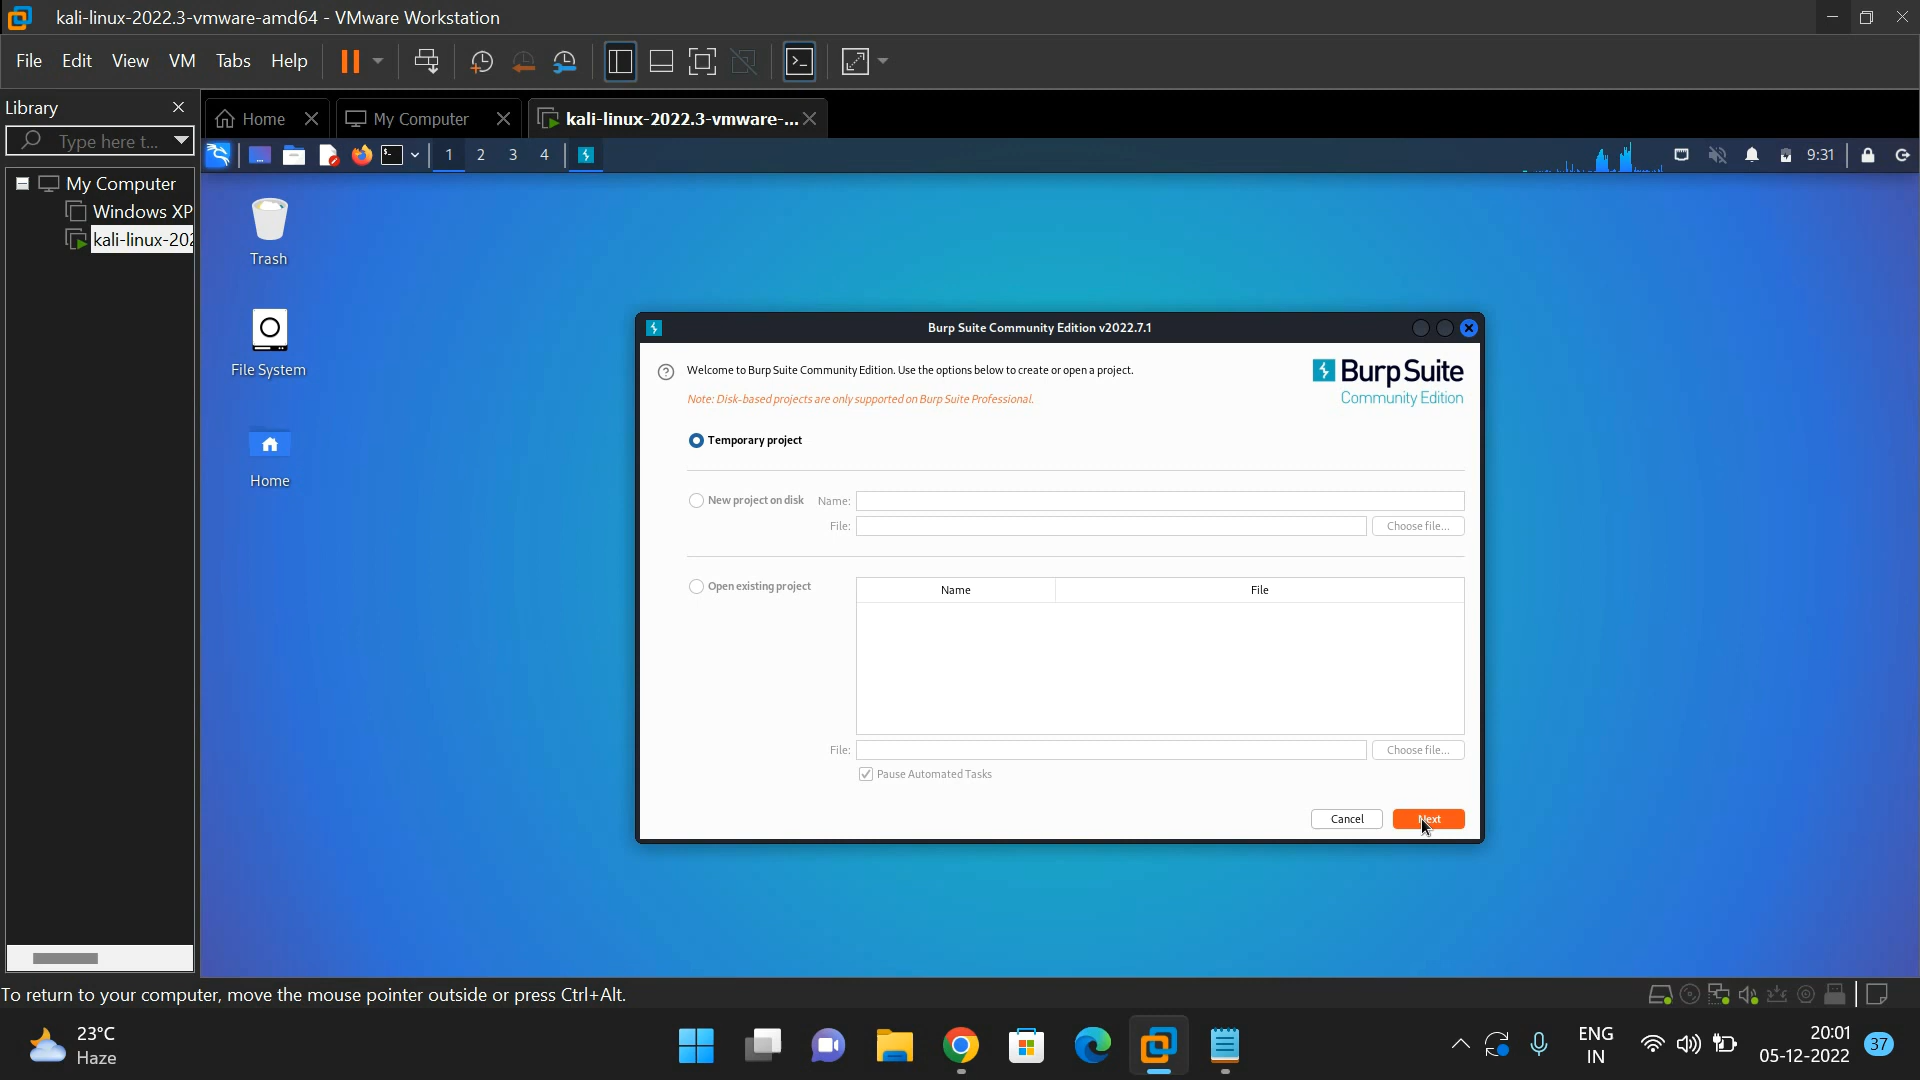 kali-linux-2022.3-vmware-amd64 - VMware Workstation
File Edit View VM Tabs Help
Library
Type here t...
Home
My Computer
kali-linux-2022.3-vmware-...
1 2 3 4
9:31
My Computer
Windows XP
kali-linux-202
Trash
File System
Home
Burp Suite Community Edition v2022.7.1
Welcome to Burp Suite Community Edition. Use the options below to create or open a project.
Note: Disk-based projects are only supported on Burp Suite Professional.
Burp Suite
Community Edition
Temporary project
New project on disk Name:
File: Choose file...
Open existing project
Name File
File: Choose file...
Pause Automated Tasks
Cancel Next
To return to your computer, move the mouse pointer outside or press Ctrl+Alt.
23°C
Haze
ENG
IN
20:01
05-12-2022
37